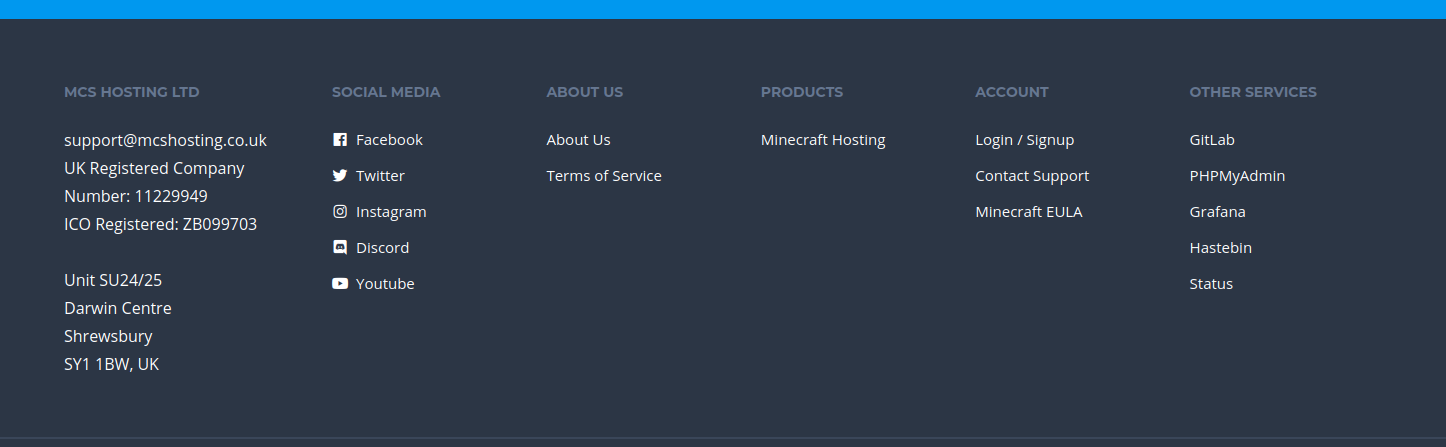 MCS HOSTING LTD
support@mcshosting.co.uk
UK Registered Company
Number: 11229949
ICO Registered: ZB099703
Unit SU24/25
Darwin Centre
Shrewsbury
SY1 1BW, UK
SOCIAL MEDIA
Facebook
Twitter
Instagram
Discord
Youtube
ABOUT US
About Us
Terms of Service
PRODUCTS
Minecraft Hosting
ACCOUNT
Login / Signup
Contact Support
Minecraft EULA
OTHER SERVICES
GitLab
PHPMyAdmin
Grafana
Hastebin
Status